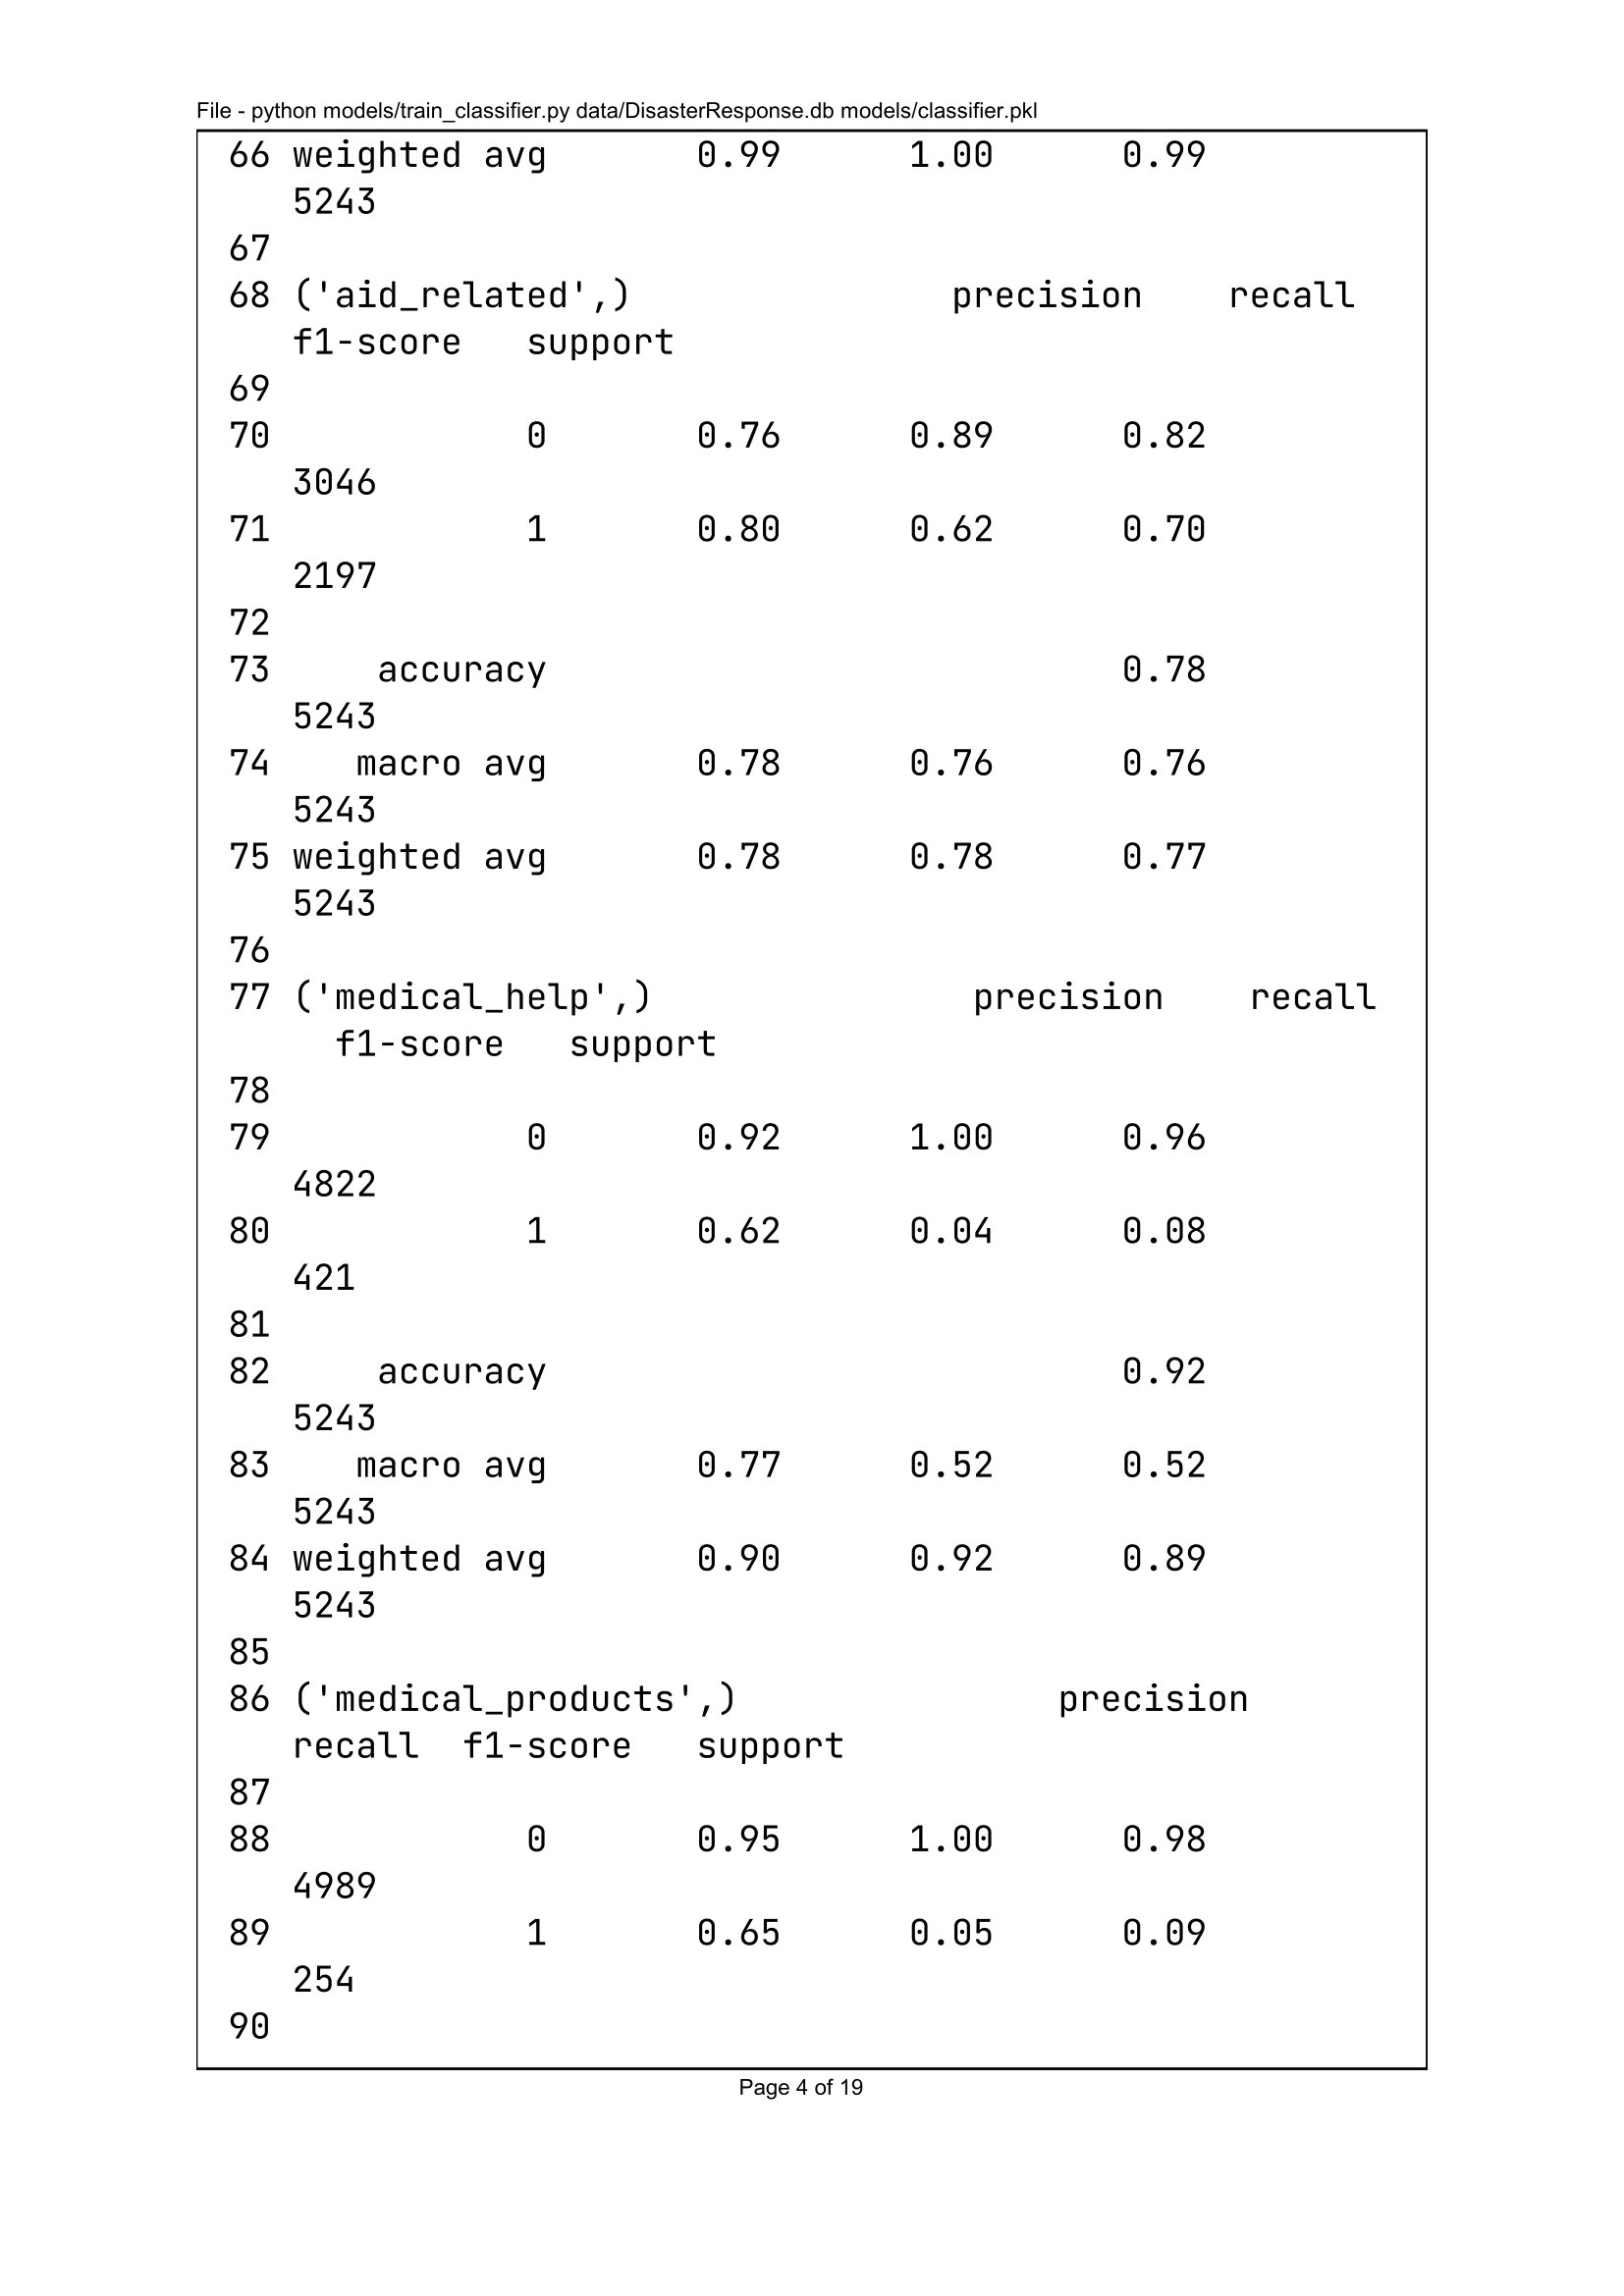 File - python models/train_classifier.py data/DisasterResponse.db models/classifier.pkl
66 weighted avg       0.99      1.00      0.99
5243
67
68 ('aid_related',)               precision    recall
f1-score   support
69
70           0       0.76      0.89      0.82
3046
71           1       0.80      0.62      0.70
2197
72
73    accuracy                           0.78
5243
74   macro avg       0.78      0.76      0.76
5243
75 weighted avg       0.78      0.78      0.77
5243
76
77 ('medical_help',)               precision    recall
f1-score   support
78
79           0       0.92      1.00      0.96
4822
80           1       0.62      0.04      0.08
421
81
82    accuracy                           0.92
5243
83   macro avg       0.77      0.52      0.52
5243
84 weighted avg       0.90      0.92      0.89
5243
85
86 ('medical_products',)               precision
recall  f1-score   support
87
88           0       0.95      1.00      0.98
4989
89           1       0.65      0.05      0.09
254
90
Page 4 of 19